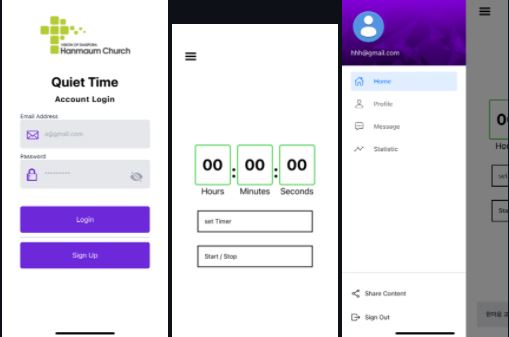 VISION OF DIASPORA
Hanmaum Church
Quiet Time
Account Login
Email Address
a@gmail.com
Password
Login
Sign Up
00 : 00 : 00
Hours Minutes Seconds
set Timer
Start / Stop
hhh@gmail.com
Home
Profile
Message
Statistic
Share Content
Sign Out
00
Hou
set
Sta